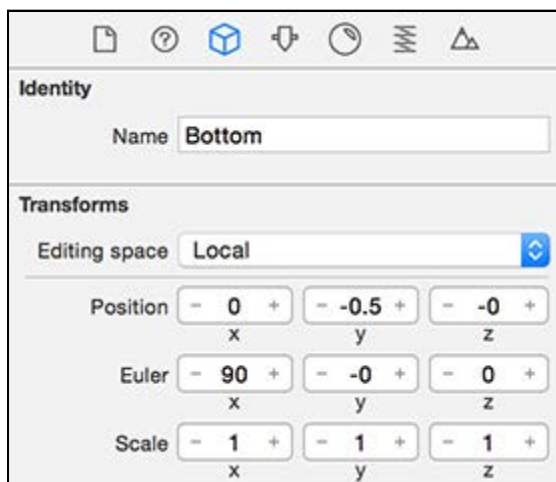 Identity
Name Bottom
Transforms
Editing space Local
Position - 0 + - -0.5 + - -0 +
x y z
Euler - 90 + - -0 + - 0 +
x y z
Scale - 1 + - 1 + - 1 +
x y z